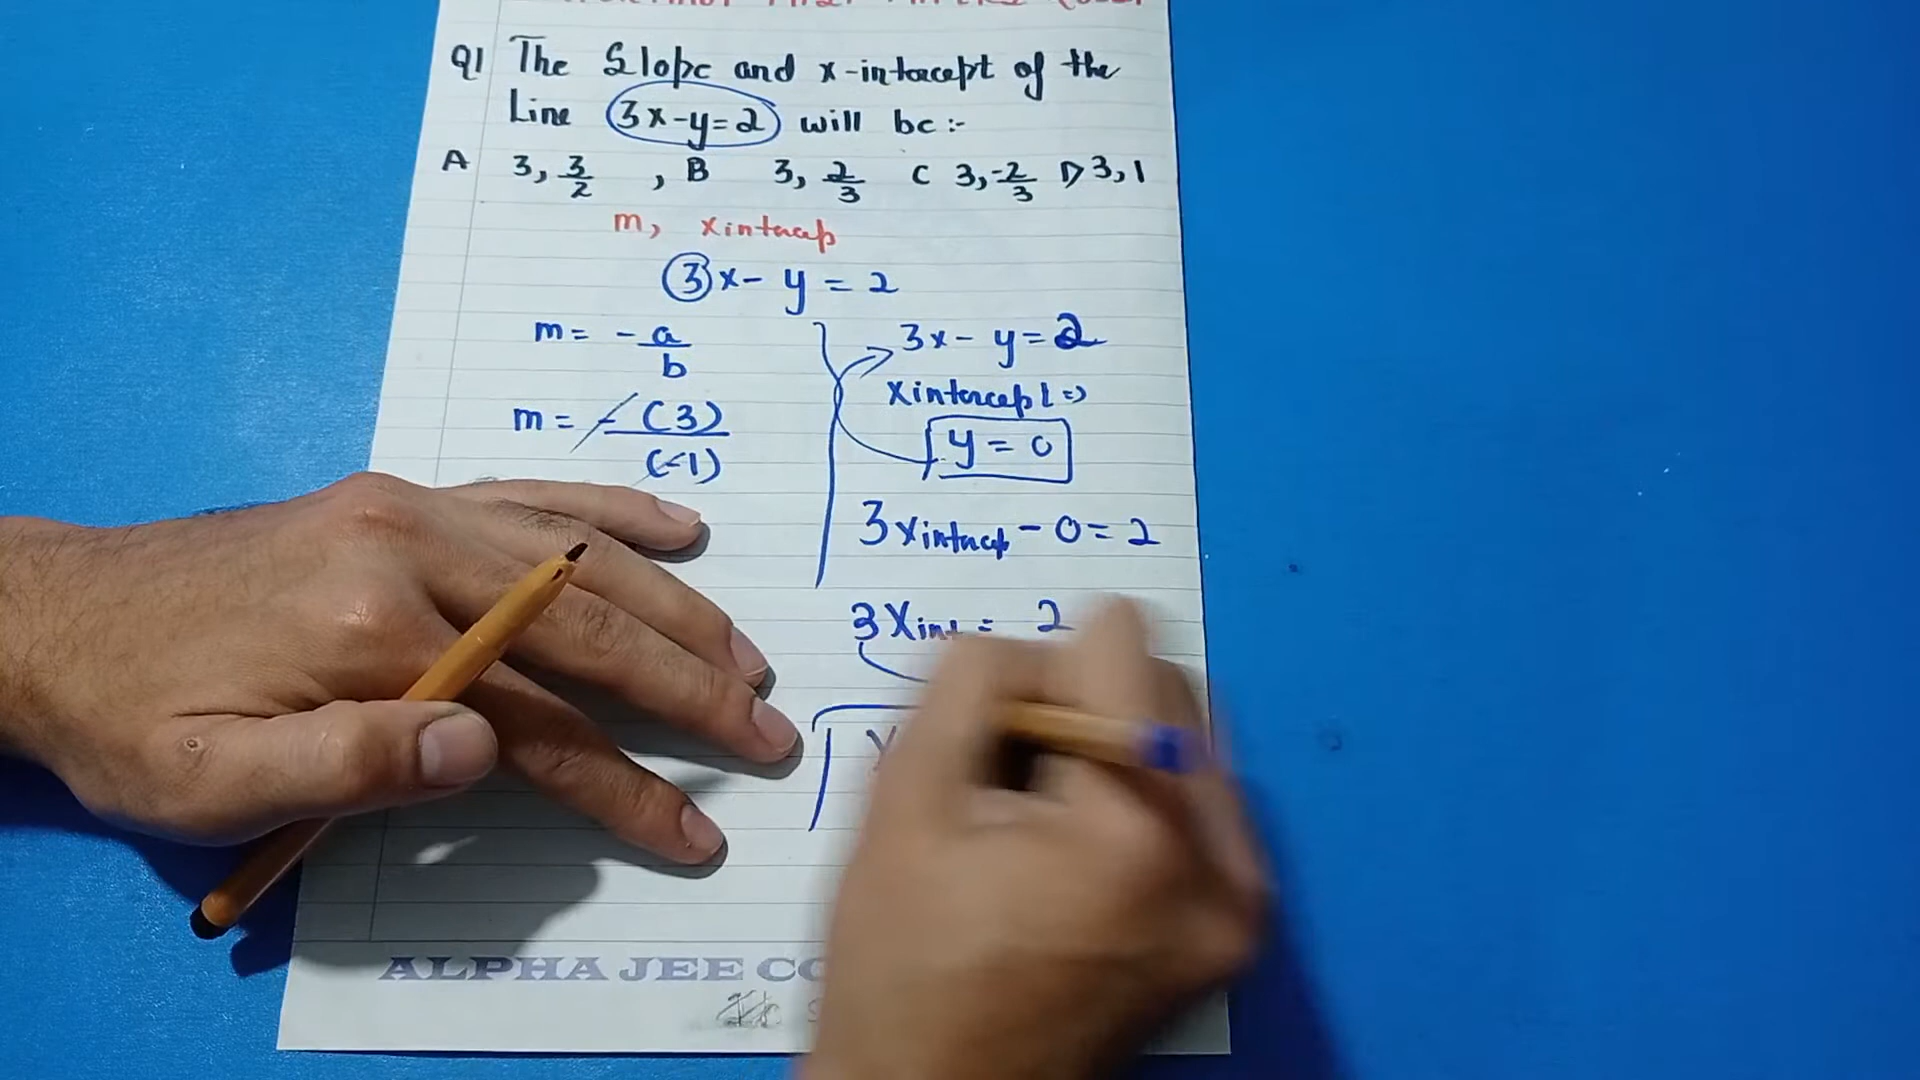 Q1 The Slope and x-intercept of the
Line 3x-y=2 will be:-
A 3, 3/2 , B 3, 2/3 C 3, -2/3 D 3, 1
m, xintercep
3x- y = 2
m = -a/b
m = -(3)/(-1)
3x- y=2
xintercept =>
y = 0
3xintercep - 0 = 2
3xint = 2
ALPHA JEE